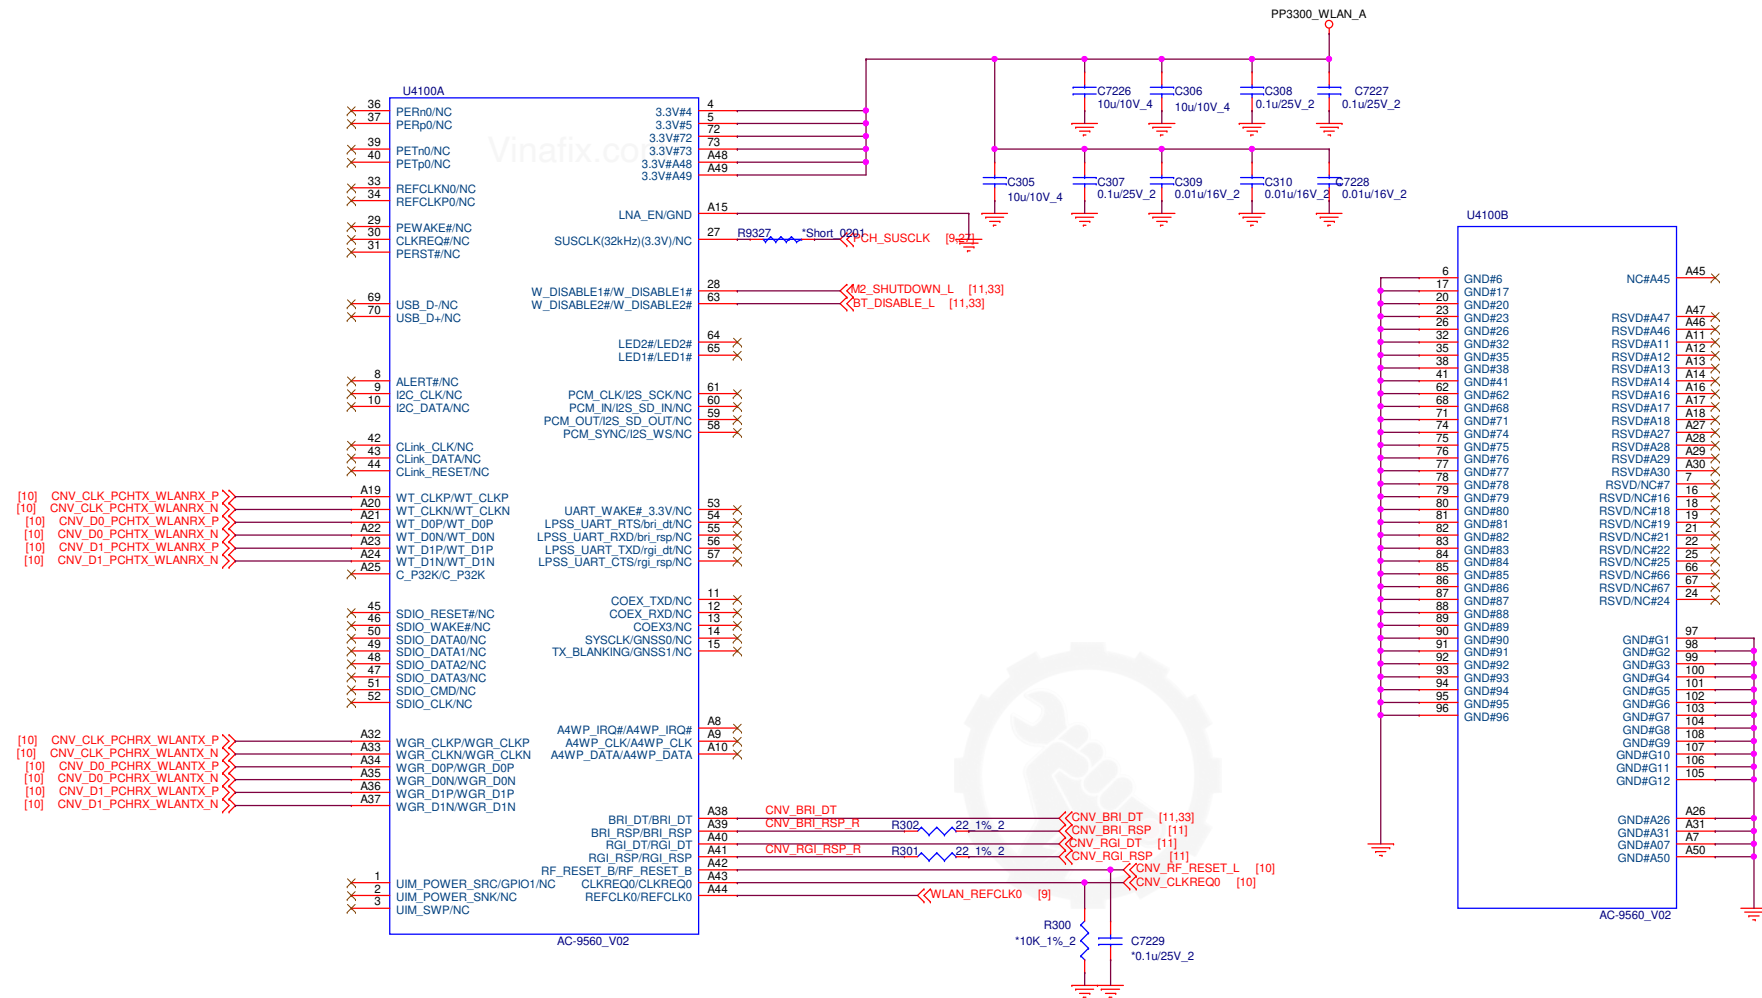 PP3300_WLAN_A
C7226
10u/10V_4
C306
10u/10V_4
C308
0.1u/25V_2
C7227
0.1u/25V_2
C305
10u/10V_4
C307
0.1u/25V_2
C309
0.01u/16V_2
C310
0.01u/16V_2
C7228
0.01u/16V_2
Vinafix.com
U4100A
36 PERn0/NC
37 PERp0/NC
39 PETn0/NC
40 PETp0/NC
33 REFCLKN0/NC
34 REFCLKP0/NC
29 PEWAKE#/NC
30 CLKREQ#/NC
31 PERST#/NC
69 USB_D-/NC
70 USB_D+/NC
8 ALERT#/NC
9 I2C_CLK/NC
10 I2C_DATA/NC
42 CLink_CLK/NC
43 CLink_DATA/NC
44 CLink_RESET/NC
[10] CNV_CLK_PCHTX_WLANRX_P A19 WT_CLKP/WT_CLKP
[10] CNV_CLK_PCHTX_WLANRX_N A20 WT_CLKN/WT_CLKN
[10] CNV_D0_PCHTX_WLANRX_P A21 WT_D0P/WT_D0P
[10] CNV_D0_PCHTX_WLANRX_N A22 WT_D0N/WT_D0N
[10] CNV_D1_PCHTX_WLANRX_P A23 WT_D1P/WT_D1P
[10] CNV_D1_PCHTX_WLANRX_N A24 WT_D1N/WT_D1N
A25 C_P32K/C_P32K
45 SDIO_RESET#/NC
46 SDIO_WAKE#/NC
50 SDIO_DATA0/NC
49 SDIO_DATA1/NC
48 SDIO_DATA2/NC
47 SDIO_DATA3/NC
51 SDIO_CMD/NC
52 SDIO_CLK/NC
[10] CNV_CLK_PCHRX_WLANTX_P A32 WGR_CLKP/WGR_CLKP
[10] CNV_CLK_PCHRX_WLANTX_N A33 WGR_CLKN/WGR_CLKN
[10] CNV_D0_PCHRX_WLANTX_P A34 WGR_D0P/WGR_D0P
[10] CNV_D0_PCHRX_WLANTX_N A35 WGR_D0N/WGR_D0N
[10] CNV_D1_PCHRX_WLANTX_P A36 WGR_D1P/WGR_D1P
[10] CNV_D1_PCHRX_WLANTX_N A37 WGR_D1N/WGR_D1N
1 UIM_POWER_SRC/GPIO1/NC
2 UIM_POWER_SNK/NC
3 UIM_SWP/NC
3.3V#4 4
3.3V#5 5
3.3V#72 72
3.3V#73 73
3.3V#A48 A48
3.3V#A49 A49
LNA_EN/GND A15
SUSCLK(32kHz)(3.3V)/NC 27 R9327 *Short_0201 PCH_SUSCLK [9,27]
W_DISABLE1#/W_DISABLE1# 28 M2_SHUTDOWN_L [11,33]
W_DISABLE2#/W_DISABLE2# 63 BT_DISABLE_L [11,33]
LED2#/LED2# 64
LED1#/LED1# 65
PCM_CLK/I2S_SCK/NC 61
PCM_IN/I2S_SD_IN/NC 60
PCM_OUT/I2S_SD_OUT/NC 59
PCM_SYNC/I2S_WS/NC 58
UART_WAKE#_3.3V/NC 53
LPSS_UART_RTS/bri_dt/NC 54
LPSS_UART_RXD/bri_rsp/NC 55
LPSS_UART_TXD/rgi_dt/NC 56
LPSS_UART_CTS/rgi_rsp/NC 57
COEX_TXD/NC 11
COEX_RXD/NC 12
COEX3/NC 13
SYSCLK/GNSS0/NC 14
TX_BLANKING/GNSS1/NC 15
A4WP_IRQ#/A4WP_IRQ# A8
A4WP_CLK/A4WP_CLK A9
A4WP_DATA/A4WP_DATA A10
BRI_DT/BRI_DT A38 CNV_BRI_DT CNV_BRI_DT [11,33]
BRI_RSP/BRI_RSP A39 CNV_BRI_RSP_R R302 22_1%_2 CNV_BRI_RSP [11]
RGI_DT/RGI_DT A40 CNV_RGI_DT [11]
RGI_RSP/RGI_RSP A41 CNV_RGI_RSP_R R301 22_1%_2 CNV_RGI_RSP [11]
RF_RESET_B/RF_RESET_B A42 CNV_RF_RESET_L [10]
CLKREQ0/CLKREQ0 A43 CNV_CLKREQ0 [10]
REFCLK0/REFCLK0 A44 WLAN_REFCLK0 [9]
R300
*10K_1%_2
C7229
*0.1u/25V_2
AC-9560_V02
U4100B
6 GND#6
17 GND#17
20 GND#20
23 GND#23
26 GND#26
32 GND#32
35 GND#35
38 GND#38
41 GND#41
62 GND#62
68 GND#68
71 GND#71
74 GND#74
75 GND#75
76 GND#76
77 GND#77
78 GND#78
79 GND#79
80 GND#80
81 GND#81
82 GND#82
83 GND#83
84 GND#84
85 GND#85
86 GND#86
87 GND#87
88 GND#88
89 GND#89
90 GND#90
91 GND#91
92 GND#92
93 GND#93
94 GND#94
95 GND#95
96 GND#96
NC#A45 A45
RSVD#A47 A47
RSVD#A46 A46
RSVD#A11 A11
RSVD#A12 A12
RSVD#A13 A13
RSVD#A14 A14
RSVD#A16 A16
RSVD#A17 A17
RSVD#A18 A18
RSVD#A27 A27
RSVD#A28 A28
RSVD#A29 A29
RSVD#A30 A30
RSVD/NC#7 7
RSVD/NC#16 16
RSVD/NC#18 18
RSVD/NC#19 19
RSVD/NC#21 21
RSVD/NC#22 22
RSVD/NC#25 25
RSVD/NC#66 66
RSVD/NC#67 67
RSVD/NC#24 24
GND#G1 97
GND#G2 98
GND#G3 99
GND#G4 100
GND#G5 101
GND#G6 102
GND#G7 103
GND#G8 104
GND#G9 108
GND#G10 107
GND#G11 106
GND#G12 105
GND#A26 A26
GND#A31 A31
GND#A07 A7
GND#A50 A50
AC-9560_V02